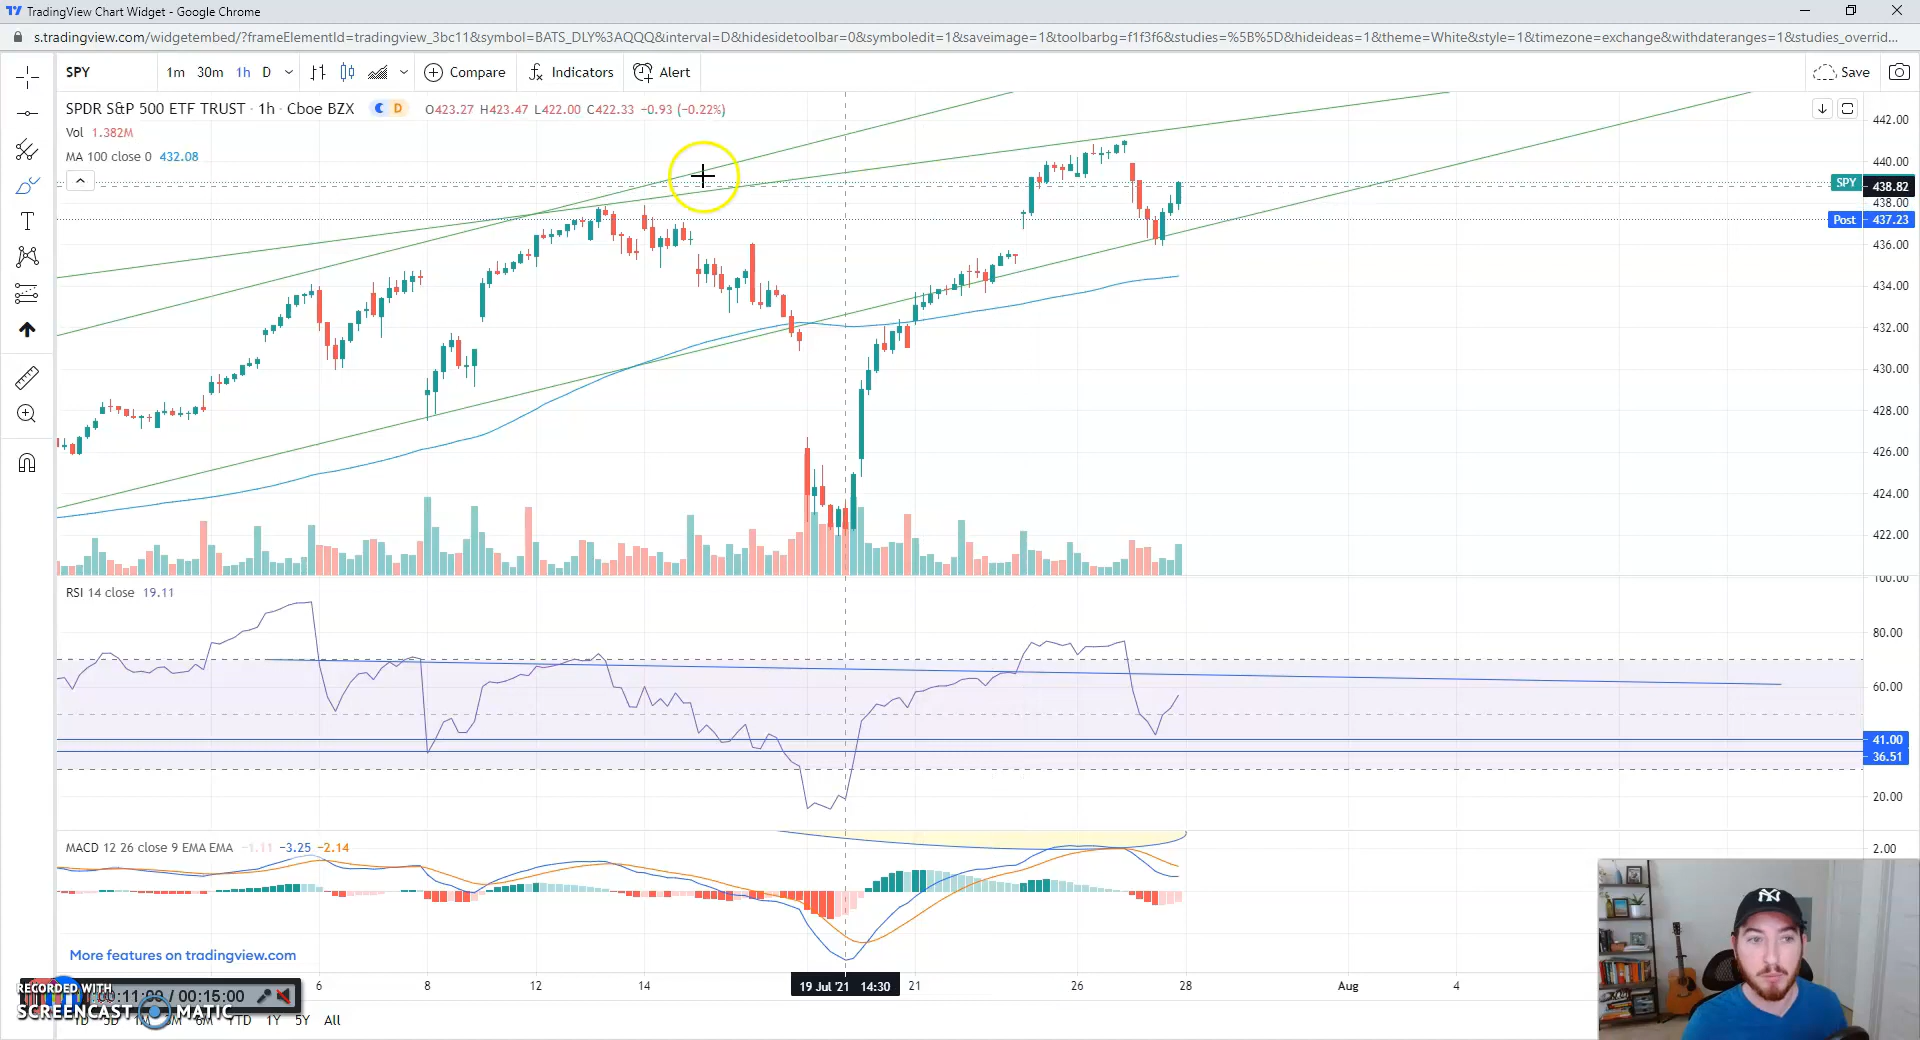 TradingView Chart Widget - Google Chrome
s.tradingview.com/widgetembed/?frameElementId=tradingview_3bc11&symbol=BATS_DLY%3AQQQ&interval=D&hidesidetoolbar=0&symboledit=1&saveimage=1&toolbarbg=f1f3f6&studies=%5B%5D&hideideas=1&theme=White&style=1&timezone=exchange&withdateranges=1&studies_overrid...
SPY 1m 30m 1h D Compare Indicators Alert Save
SPDR S&P 500 ETF TRUST · 1h · Cboe BZX C D O423.27 H423.47 L422.00 C422.33 -0.93 (-0.22%)
Vol 1.382M
MA 100 close 0 432.08
442.00
440.00
SPY 438.82
438.00
Post 437.23
436.00
434.00
432.00
430.00
428.00
426.00
424.00
422.00
100.00
RSI 14 close 19.11
80.00
60.00
41.00
36.51
20.00
MACD 12 26 close 9 EMA EMA -1.11 -3.25 -2.14
2.00
More features on tradingview.com
6 8 12 14 19 Jul '21 14:30 21 26 28 Aug 4
RECORDED WITH
00:11:00 / 00:15:00
SCREENCAST MATIC
1D 5D 1M 3M 6M YTD 1Y 5Y All
NY